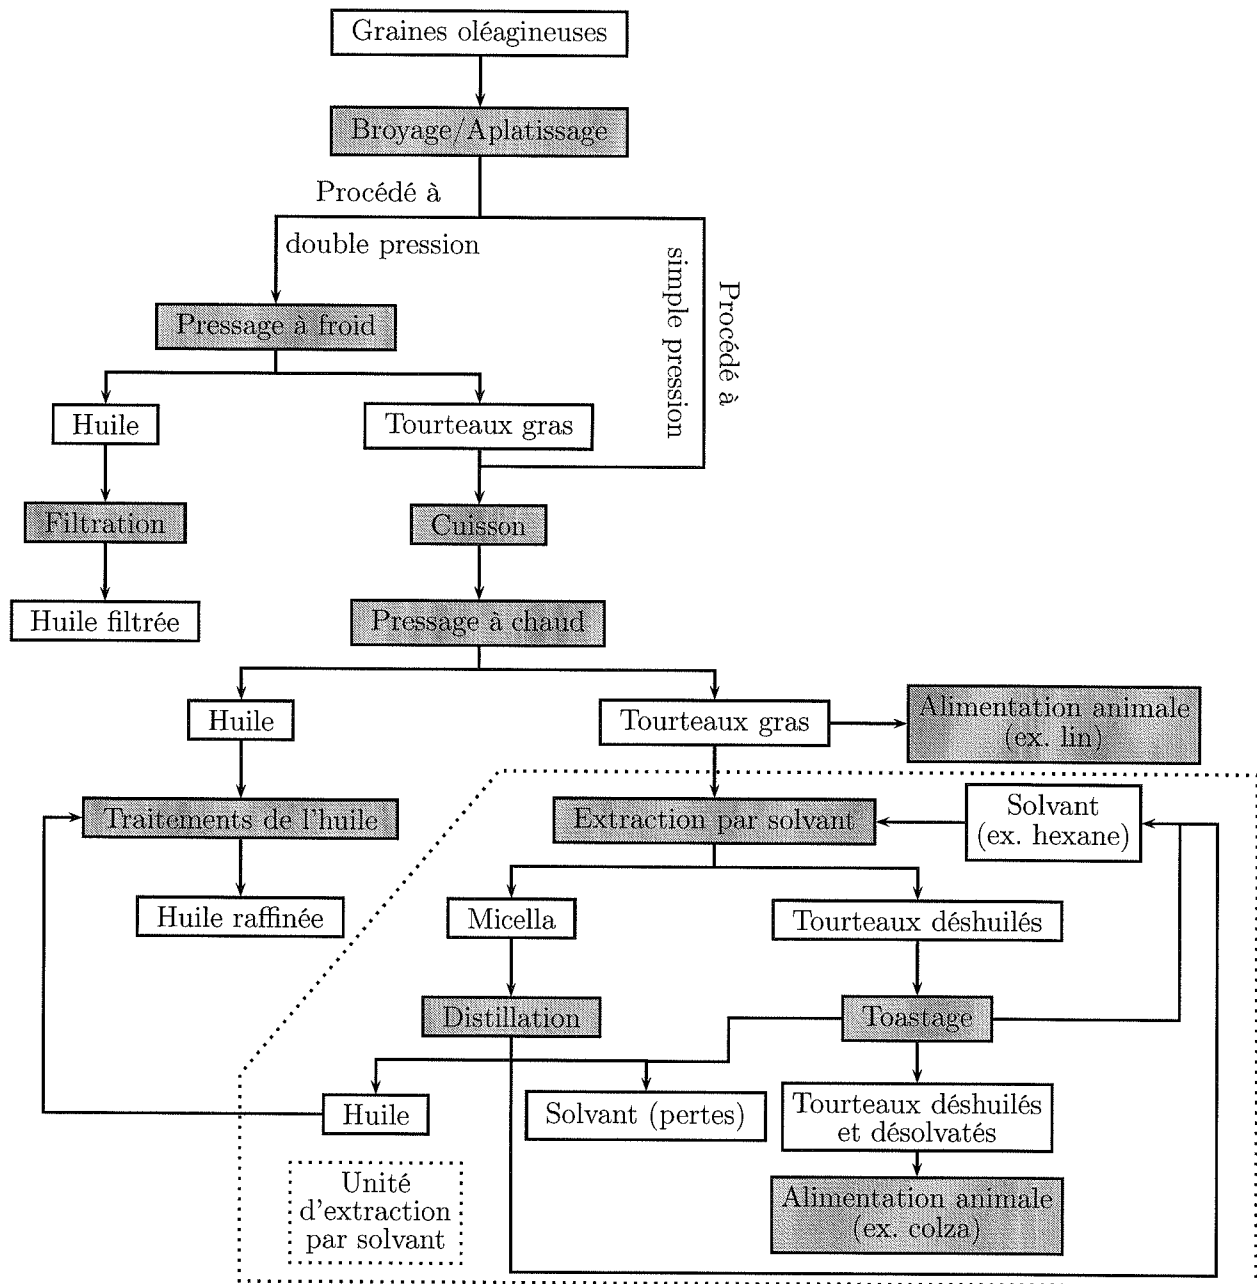 Graines oléagineuses
Broyage/Aplatissage
Procédé à
double pression
Procédé à
simple pression
Pressage à froid
Huile
Tourteaux gras
Filtration
Cuisson
Huile filtrée
Pressage à chaud
Huile
Tourteaux gras
Alimentation animale
(ex. lin)
Traitements de l'huile
Extraction par solvant
Solvant
(ex. hexane)
Huile raffinée
Micella
Tourteaux déshuilés
Distillation
Toastage
Huile
Solvant (pertes)
Tourteaux déshuilés
et désolvatés
Unité
d'extraction
par solvant
Alimentation animale
(ex. colza)